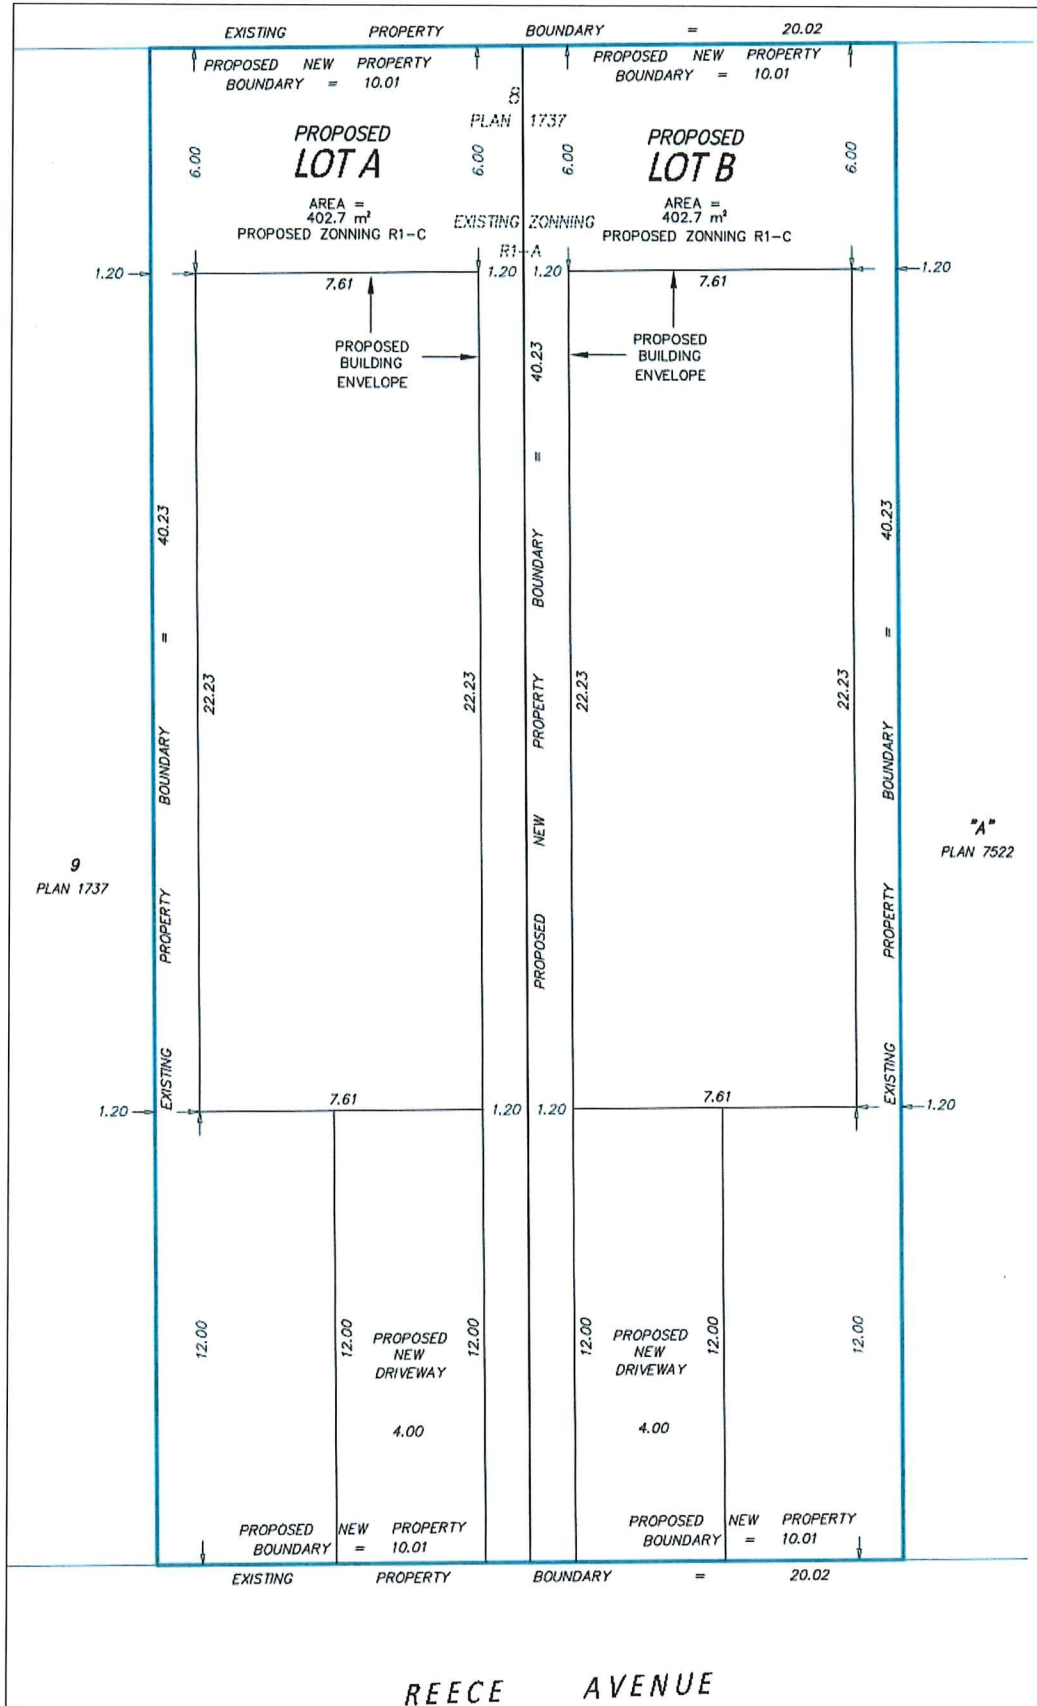 EXISTING PROPERTY BOUNDARY = 20.02
PROPOSED NEW PROPERTY
BOUNDARY = 10.01
PROPOSED NEW PROPERTY
BOUNDARY = 10.01
8
PLAN 1737
PROPOSED
LOT A
PROPOSED
LOT B
6.00
6.00
6.00
6.00
AREA =
402.7 m²
PROPOSED ZONNING R1-C
EXISTING ZONNING
R1-A
AREA =
402.7 m²
PROPOSED ZONNING R1-C
1.20
7.61
1.20
1.20
7.61
1.20
PROPOSED
BUILDING
ENVELOPE
PROPOSED
BUILDING
ENVELOPE
EXISTING PROPERTY BOUNDARY = 40.23
22.23
22.23
PROPOSED NEW PROPERTY BOUNDARY = 40.23
22.23
22.23
EXISTING PROPERTY BOUNDARY = 40.23
9
PLAN 1737
"A"
PLAN 7522
1.20
7.61
1.20
1.20
7.61
1.20
12.00
12.00
PROPOSED
NEW
DRIVEWAY
4.00
12.00
12.00
PROPOSED
NEW
DRIVEWAY
4.00
12.00
12.00
PROPOSED NEW PROPERTY
BOUNDARY = 10.01
PROPOSED NEW PROPERTY
BOUNDARY = 10.01
EXISTING PROPERTY BOUNDARY = 20.02
REECE AVENUE